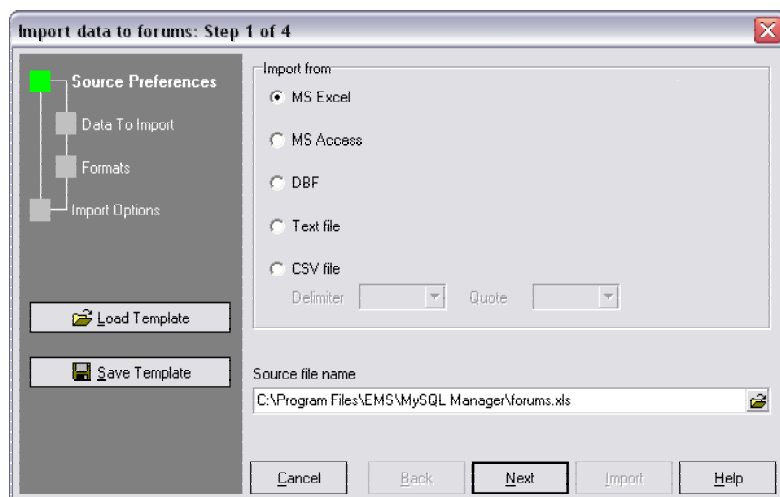 Import data to forums: Step 1 of 4
Source Preferences
Data To Import
Formats
Import Options
Load Template
Save Template
Import from
MS Excel
MS Access
DBF
Text file
CSV file
Delimiter
Quote
Source file name
C:\Program Files\EMS\MySQL Manager\forums.xls
Cancel
Back
Next
Import
Help